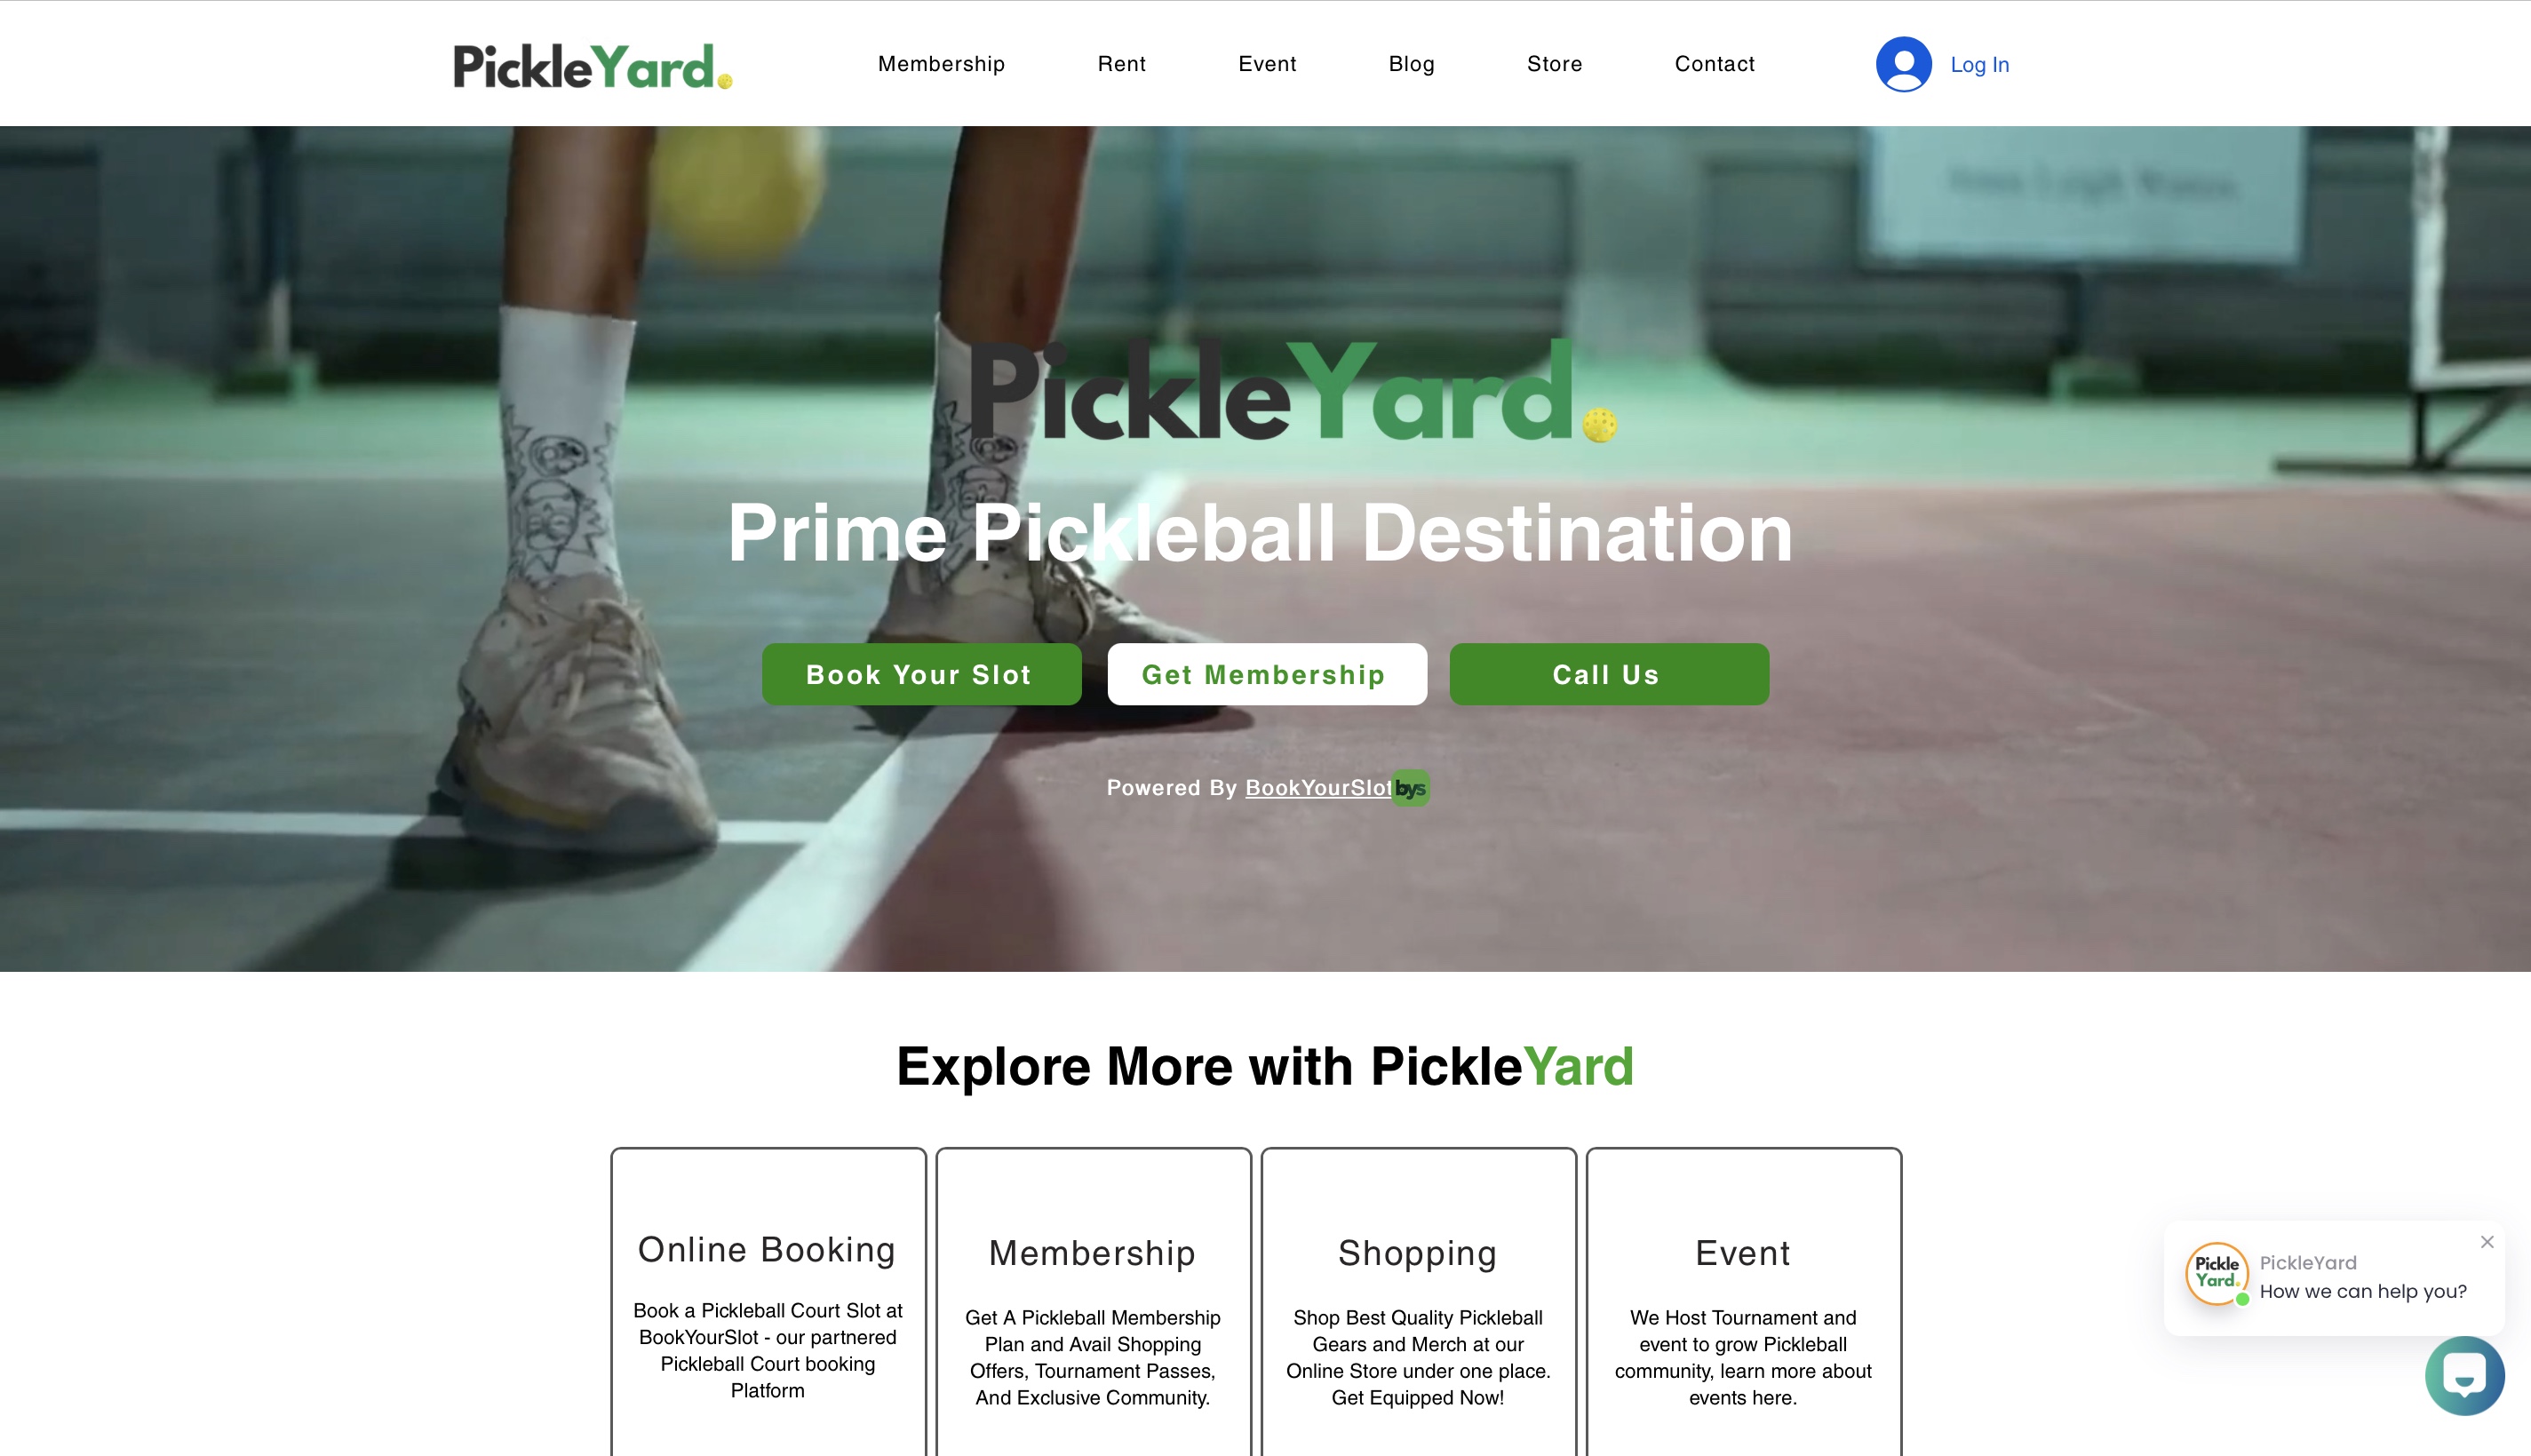 PickleYard.
Membership
Rent
Event
Blog
Store
Contact
Log In
PickleYard.
Prime Pickleball Destination
Book Your Slot
Get Membership
Call Us
Powered By BookYourSlot bys
Explore More with PickleYard
Online Booking
Book a Pickleball Court Slot at
BookYourSlot - our partnered
Pickleball Court booking
Platform
Membership
Get A Pickleball Membership
Plan and Avail Shopping
Offers, Tournament Passes,
And Exclusive Community.
Shopping
Shop Best Quality Pickleball
Gears and Merch at our
Online Store under one place.
Get Equipped Now!
Event
We Host Tournament and
event to grow Pickleball
community, learn more about
events here.
Pickle
Yard.
PickleYard
How we can help you?